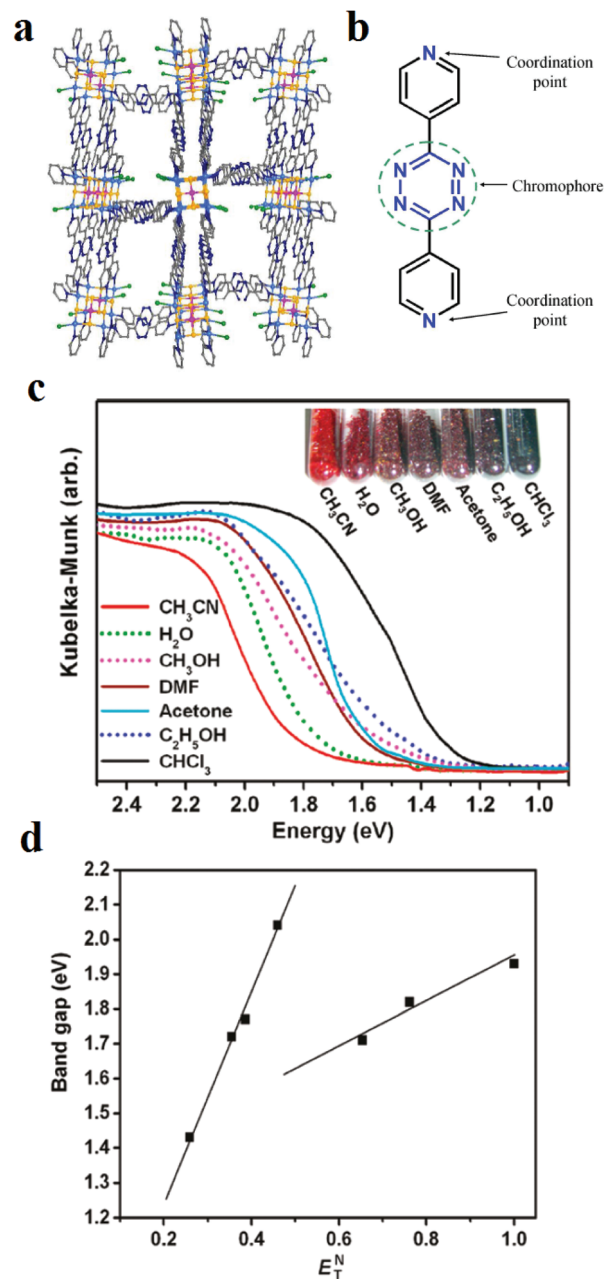 a
b
N
Coordination
point
N N
N N
Chromophore
N
Coordination
point
c
Kubelka-Munk (arb.)
CH₃CN
H₂O
CH₃OH
DMF
Acetone
C₂H₅OH
CHCl₃
CH₃CN
H₂O
CH₃OH
DMF
Acetone
C₂H₅OH
CHCl₃
2.4 2.2 2.0 1.8 1.6 1.4 1.2 1.0
Energy (eV)
d
Band gap (eV)
2.2
2.1
2.0
1.9
1.8
1.7
1.6
1.5
1.4
1.3
1.2
0.2 0.4 0.6 0.8 1.0
E_T^N